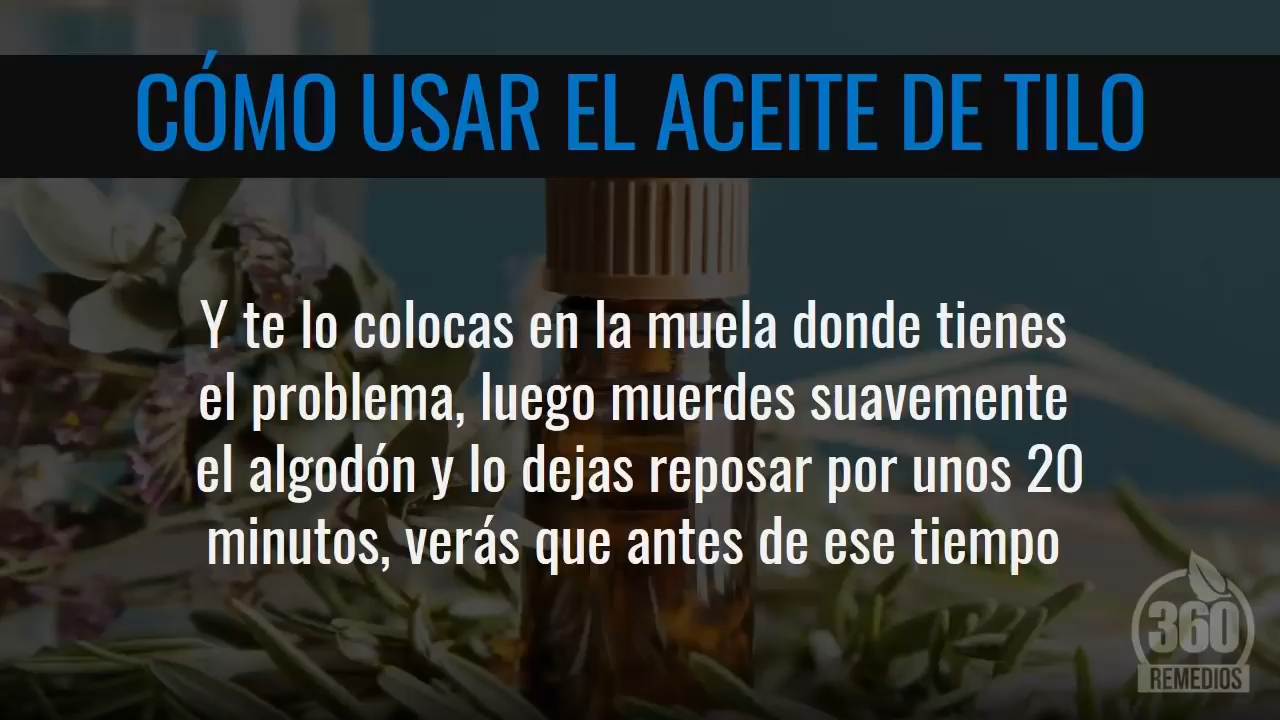 CÓMO USAR EL ACEITE DE TILO
Y te lo colocas en la muela donde tienes
el problema, luego muerdes suavemente
el algodón y lo dejas reposar por unos 20
minutos, verás que antes de ese tiempo
360
REMEDIOS